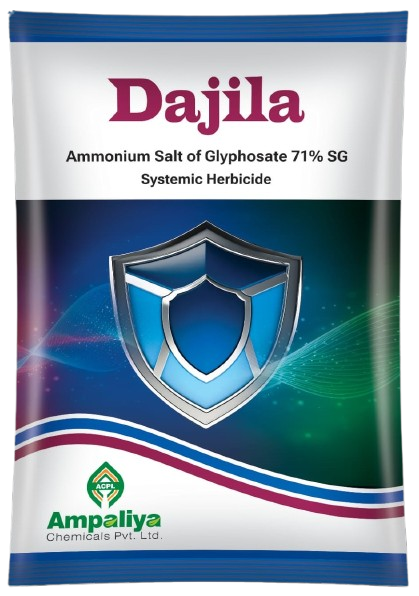 Dajila
Ammonium Salt of Glyphosate 71% SG
Systemic Herbicide
ACPL
Ampaliya
Chemicals Pvt. Ltd.